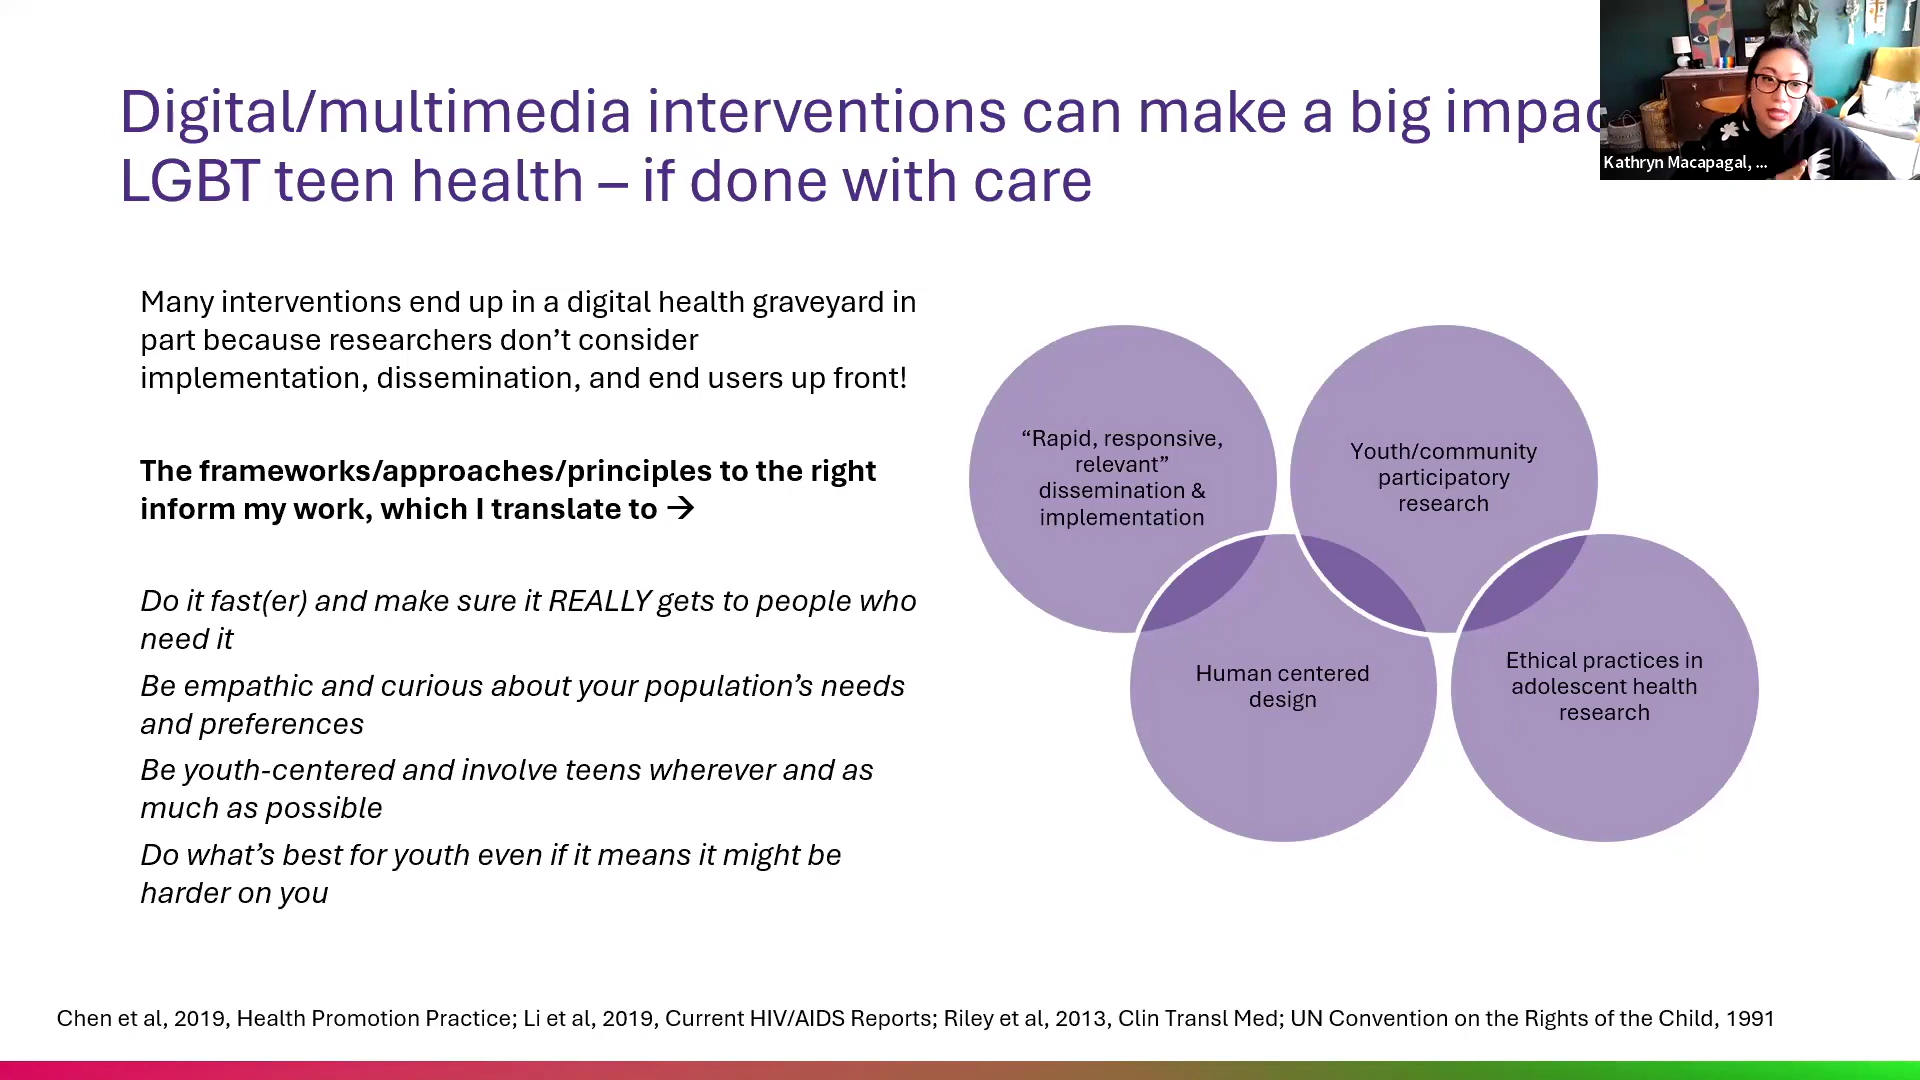 Digital/multimedia interventions can make a big
LGBT teen health – if done with care
Kathryn Macapagal, ...
Many interventions end up in a digital health graveyard in
part because researchers don’t consider
implementation, dissemination, and end users up front!
The frameworks/approaches/principles to the right
inform my work, which I translate to →
Do it fast(er) and make sure it REALLY gets to people who
need it
Be empathic and curious about your population’s needs
and preferences
Be youth-centered and involve teens wherever and as
much as possible
Do what’s best for youth even if it means it might be
harder on you
“Rapid, responsive,
relevant”
dissemination &
implementation
Youth/community
participatory
research
Human centered
design
Ethical practices in
adolescent health
research
Chen et al, 2019, Health Promotion Practice; Li et al, 2019, Current HIV/AIDS Reports; Riley et al, 2013, Clin Transl Med; UN Convention on the Rights of the Child, 1991